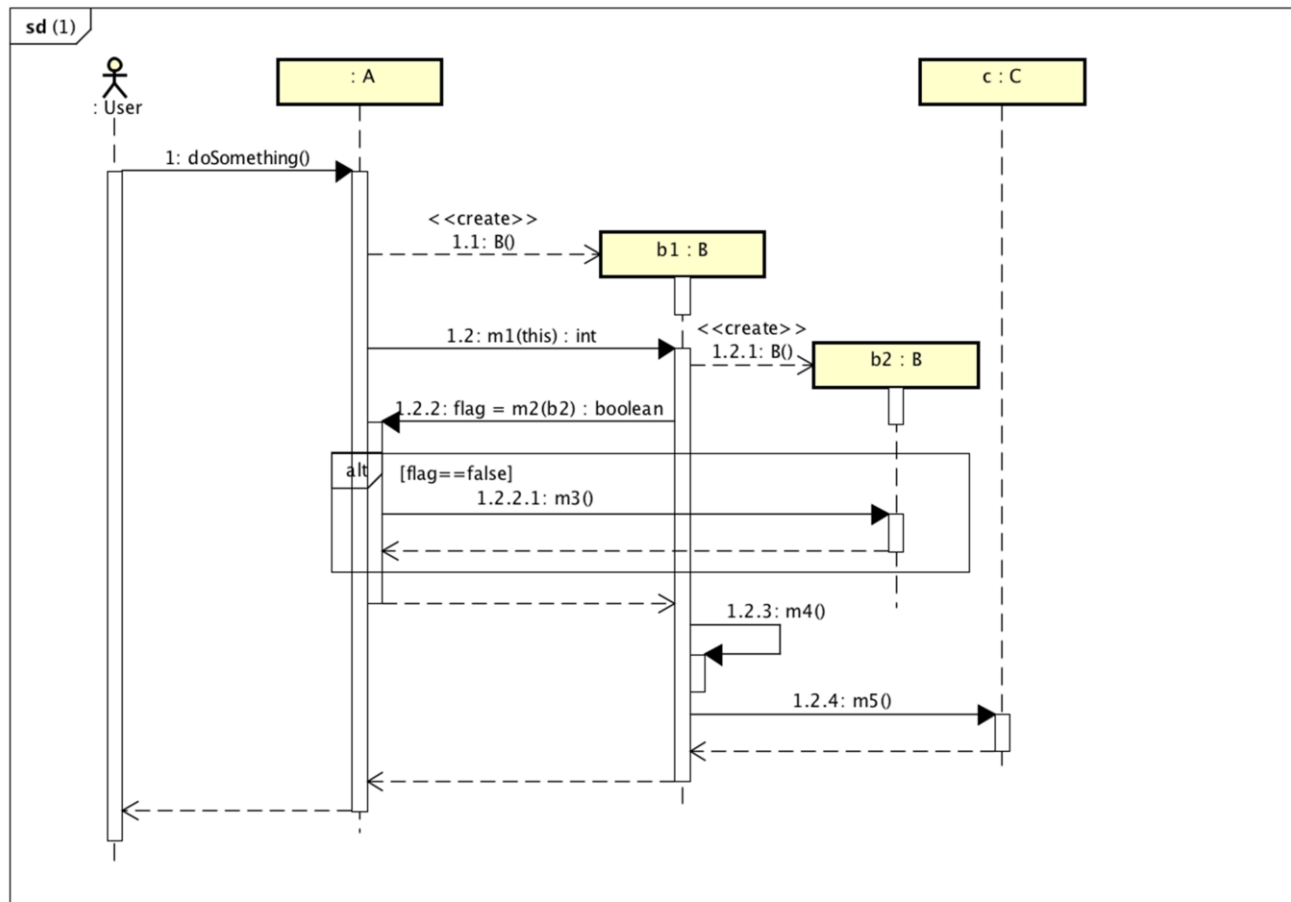 sd (1)
: User
: A
c : C
1: doSomething()
<<create>>
1.1: B()
b1 : B
1.2: m1(this) : int
<<create>>
1.2.1: B()
b2 : B
1.2.2: flag = m2(b2) : boolean
alt
[flag==false]
1.2.2.1: m3()
1.2.3: m4()
1.2.4: m5()